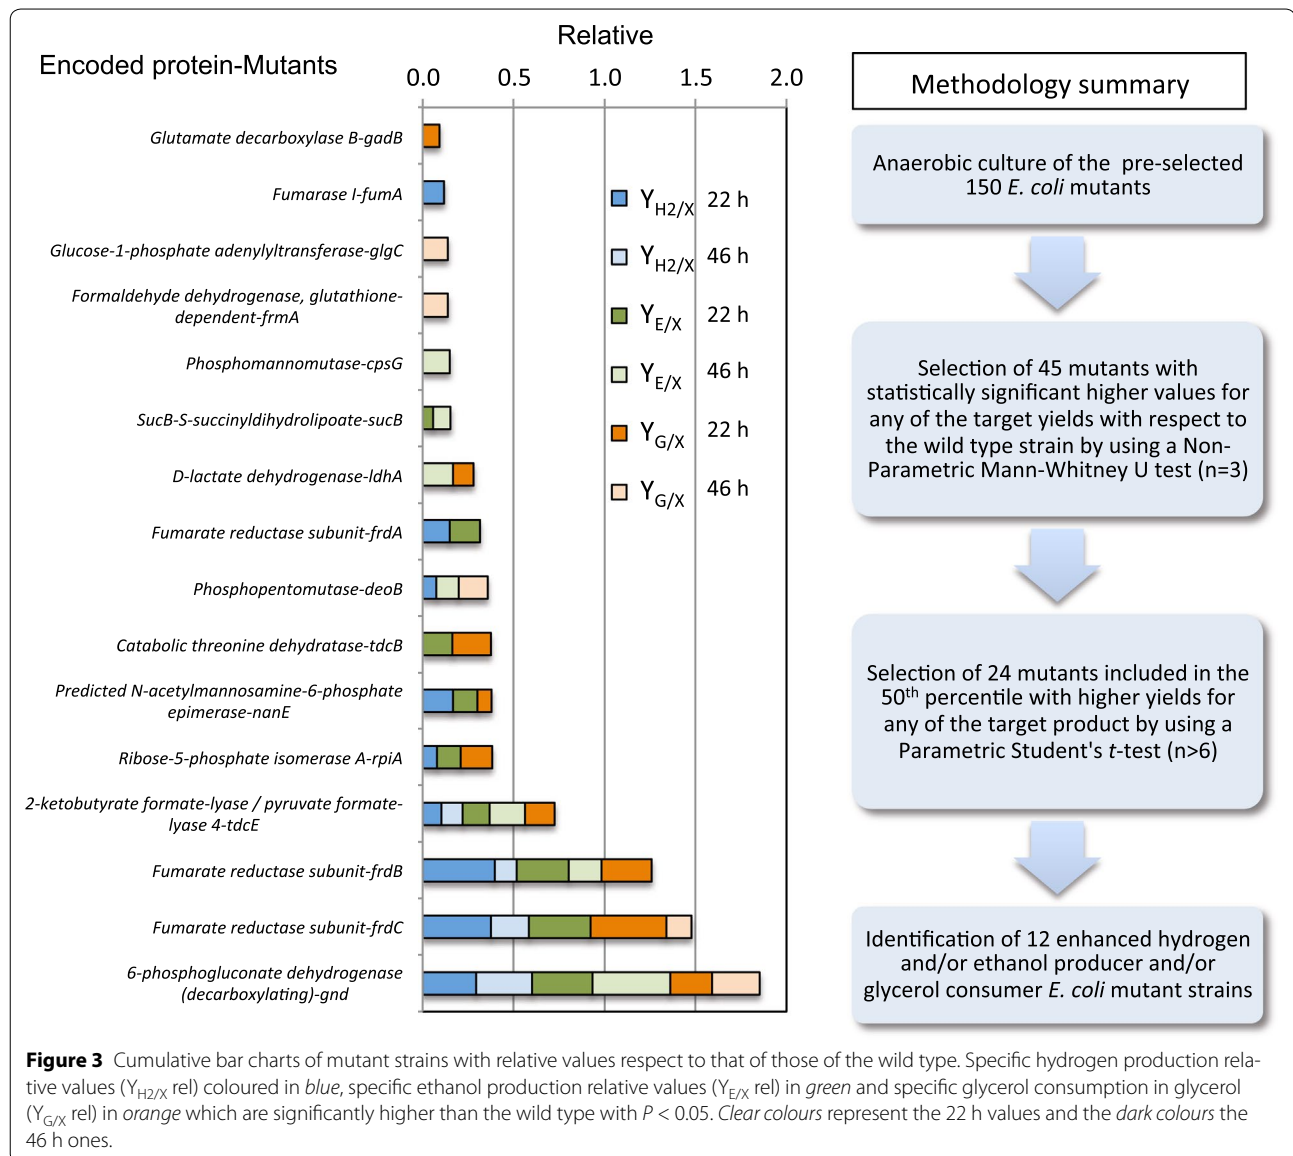 Relative
Encoded protein-Mutants
0.0 0.5 1.0 1.5 2.0
Glutamate decarboxylase B-gadB
Fumarase I-fumA
Glucose-1-phosphate adenylyltransferase-glgC
Formaldehyde dehydrogenase, glutathione-
dependent-frmA
Phosphomannomutase-cpsG
SucB-S-succinyldihydrolipoate-sucB
D-lactate dehydrogenase-ldhA
Fumarate reductase subunit-frdA
Phosphopentomutase-deoB
Catabolic threonine dehydratase-tdcB
Predicted N-acetylmannosamine-6-phosphate
epimerase-nanE
Ribose-5-phosphate isomerase A-rpiA
2-ketobutyrate formate-lyase / pyruvate formate-
lyase 4-tdcE
Fumarate reductase subunit-frdB
Fumarate reductase subunit-frdC
6-phosphogluconate dehydrogenase
(decarboxylating)-gnd
YH2/X 22 h
YH2/X 46 h
YE/X 22 h
YE/X 46 h
YG/X 22 h
YG/X 46 h
Methodology summary
Anaerobic culture of the pre-selected
150 E. coli mutants
Selection of 45 mutants with
statistically significant higher values for
any of the target yields with respect to
the wild type strain by using a Non-
Parametric Mann-Whitney U test (n=3)
Selection of 24 mutants included in the
50th percentile with higher yields for
any of the target product by using a
Parametric Student's t-test (n>6)
Identification of 12 enhanced hydrogen
and/or ethanol producer and/or
glycerol consumer E. coli mutant strains
Figure 3 Cumulative bar charts of mutant strains with relative values respect to that of those of the wild type. Specific hydrogen production rela-
tive values (YH2/X rel) coloured in blue, specific ethanol production relative values (YE/X rel) in green and specific glycerol consumption in glycerol
(YG/X rel) in orange which are significantly higher than the wild type with P < 0.05. Clear colours represent the 22 h values and the dark colours the
46 h ones.